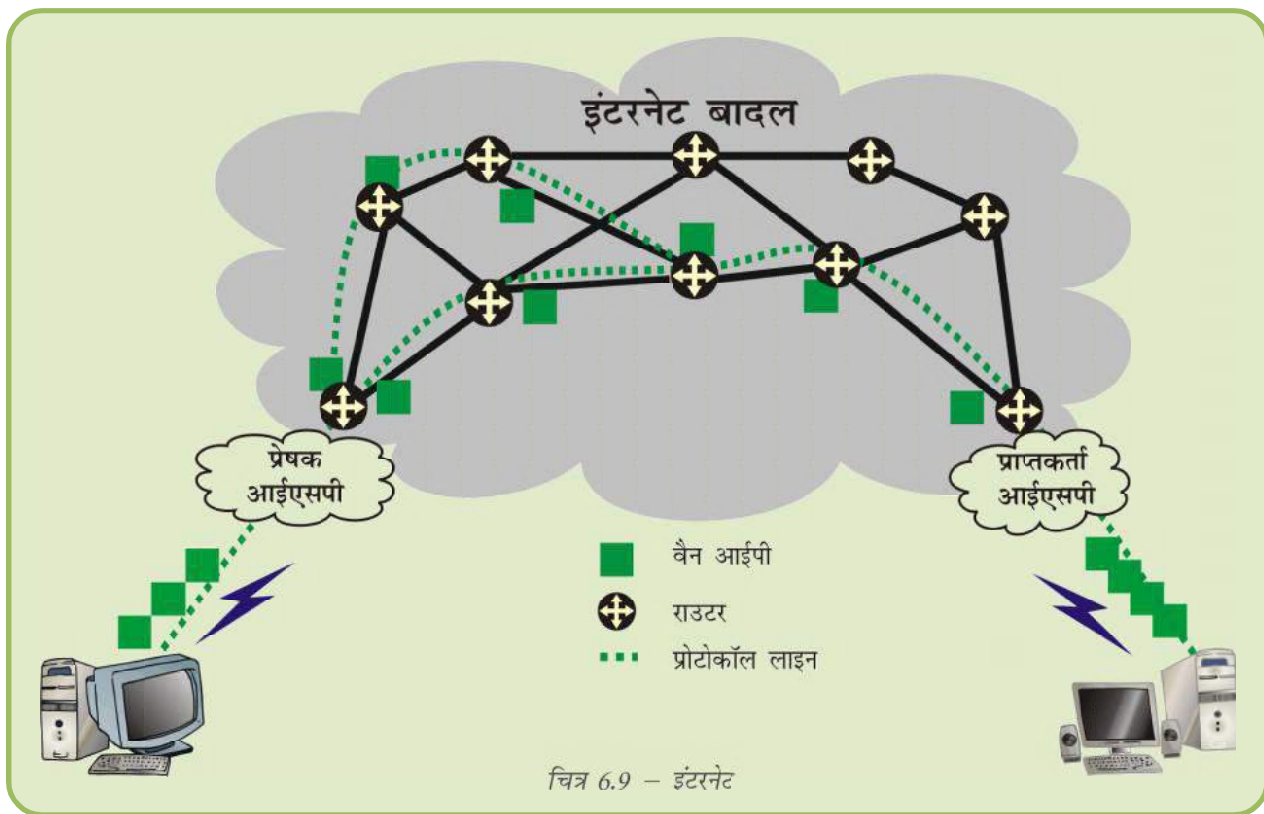 इंटरनेट बादल
प्रेषक
आईएसपी
प्राप्तकर्ता
आईएसपी
वैन आईपी
राउटर
प्रोटोकॉल लाइन
चित्र 6.9 – इंटरनेट